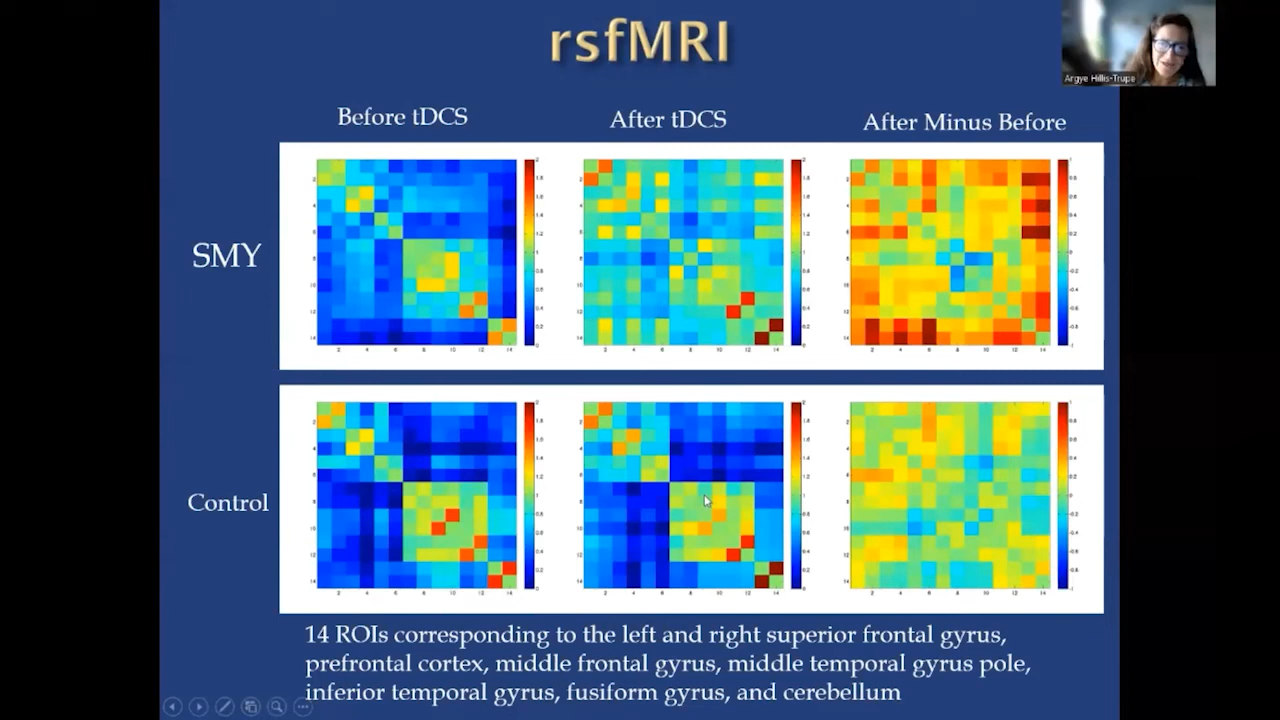 rsfMRI
Argye Hillis-Trupe
Before tDCS
After tDCS
After Minus Before
SMY
Control
14 ROIs corresponding to the left and right superior frontal gyrus,
prefrontal cortex, middle frontal gyrus, middle temporal gyrus pole,
inferior temporal gyrus, fusiform gyrus, and cerebellum